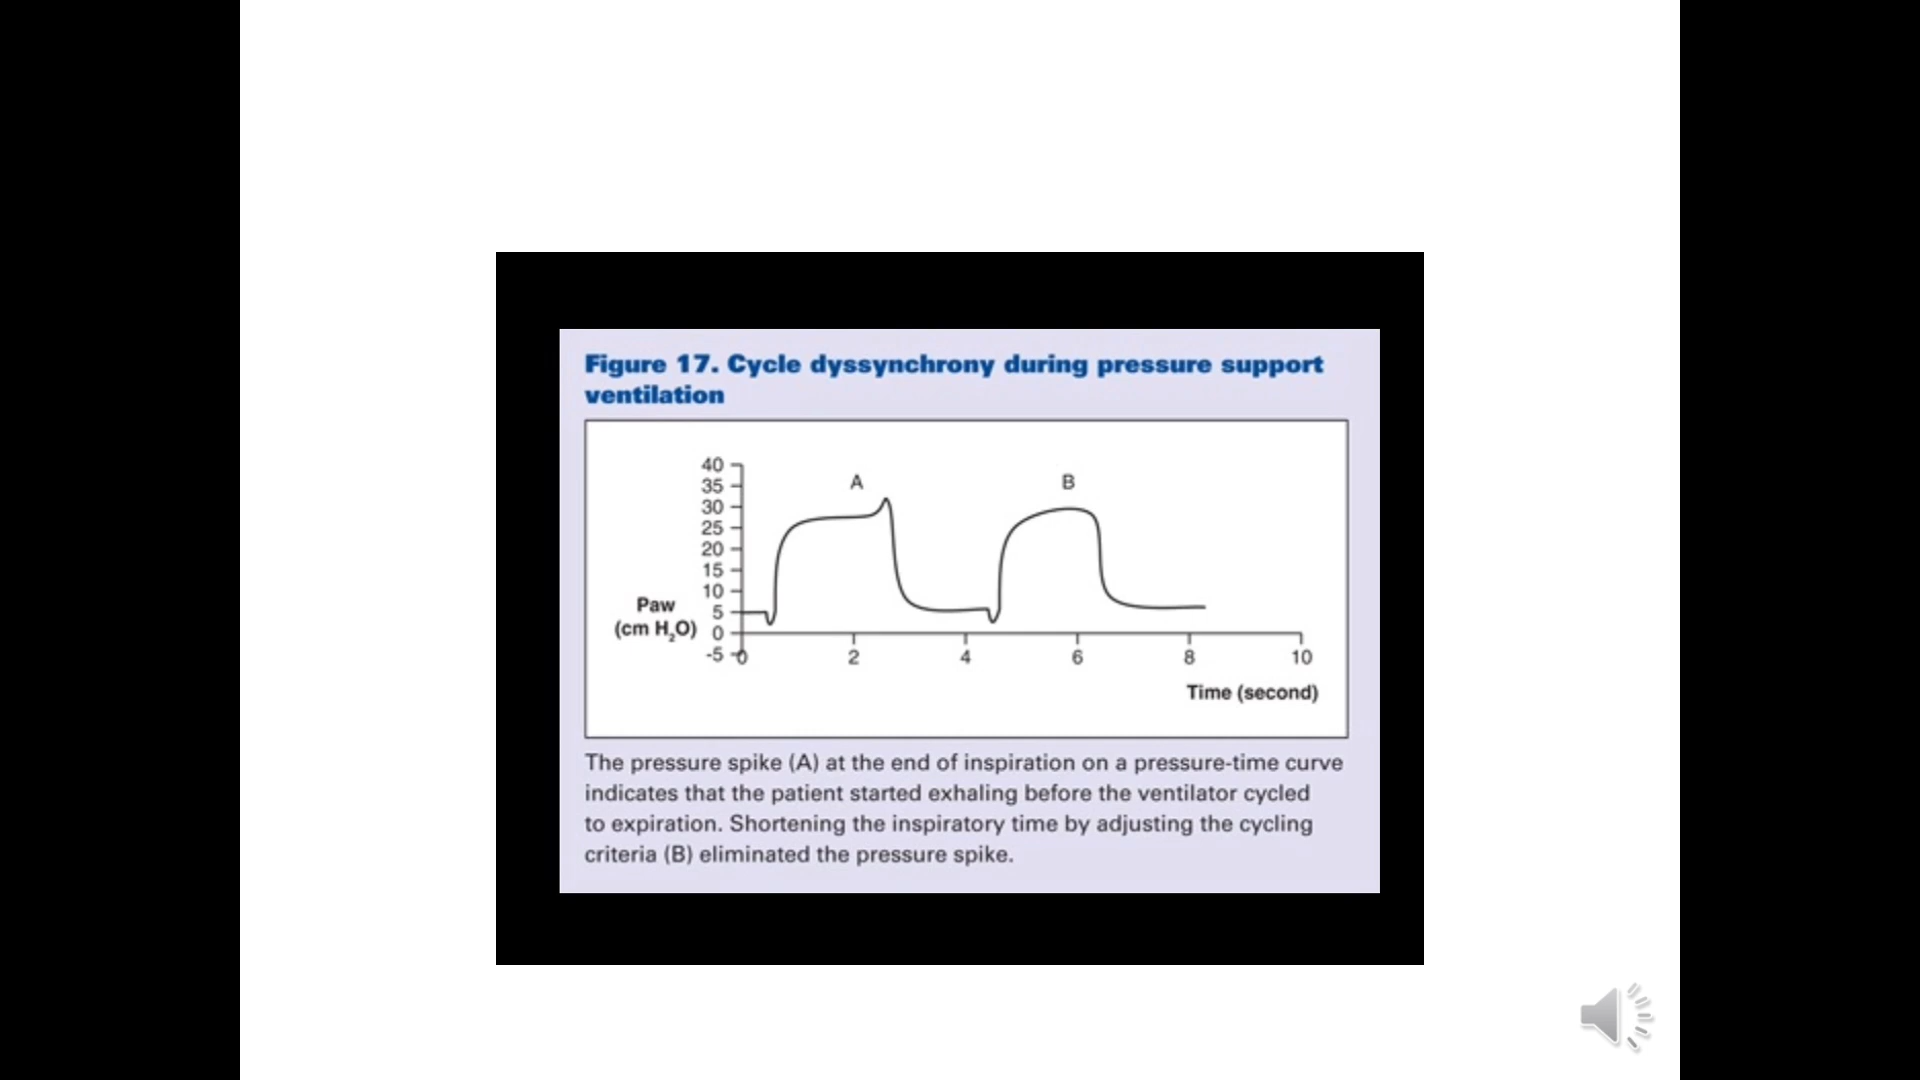 Figure 17. Cycle dyssynchrony during pressure support
ventilation
40
35
30
25
20
15
10
5
0
-5
Paw
(cm H₂O)
A
B
0
2
4
6
8
10
Time (second)
The pressure spike (A) at the end of inspiration on a pressure-time curve
indicates that the patient started exhaling before the ventilator cycled
to expiration. Shortening the inspiratory time by adjusting the cycling
criteria (B) eliminated the pressure spike.